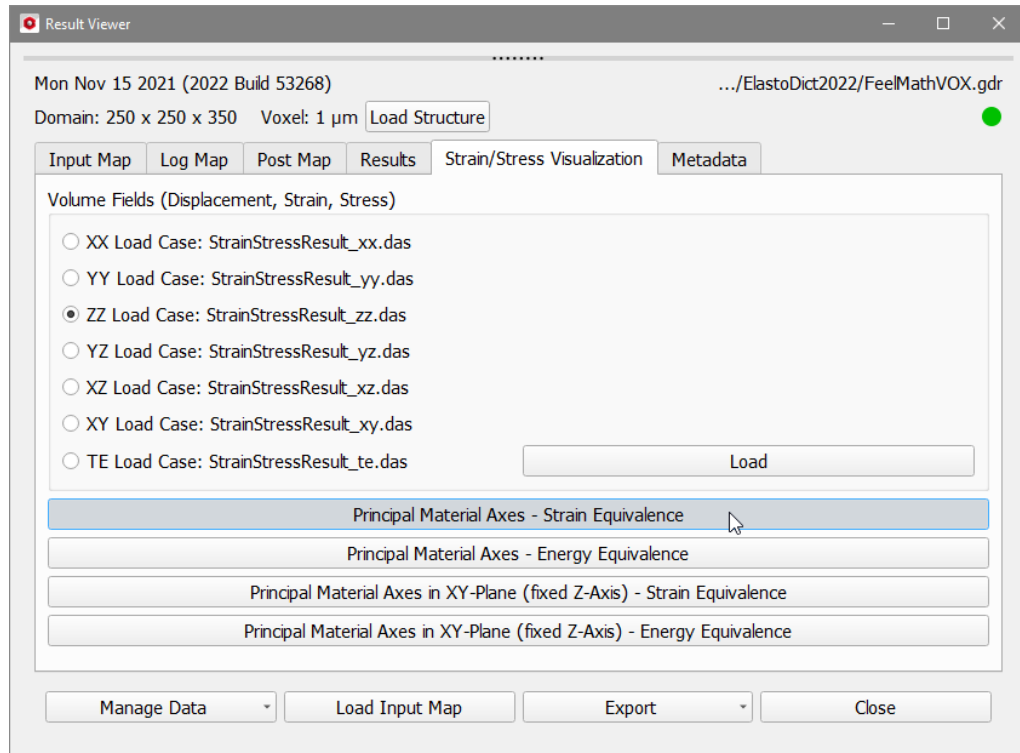 Result Viewer
Mon Nov 15 2021 (2022 Build 53268) .../ElastoDict2022/FeelMathVOX.gdr
Domain: 250 x 250 x 350 Voxel: 1 µm Load Structure
Input Map Log Map Post Map Results Strain/Stress Visualization Metadata
Volume Fields (Displacement, Strain, Stress)
XX Load Case: StrainStressResult_xx.das
YY Load Case: StrainStressResult_yy.das
ZZ Load Case: StrainStressResult_zz.das
YZ Load Case: StrainStressResult_yz.das
XZ Load Case: StrainStressResult_xz.das
XY Load Case: StrainStressResult_xy.das
TE Load Case: StrainStressResult_te.das Load
Principal Material Axes - Strain Equivalence
Principal Material Axes - Energy Equivalence
Principal Material Axes in XY-Plane (fixed Z-Axis) - Strain Equivalence
Principal Material Axes in XY-Plane (fixed Z-Axis) - Energy Equivalence
Manage Data Load Input Map Export Close